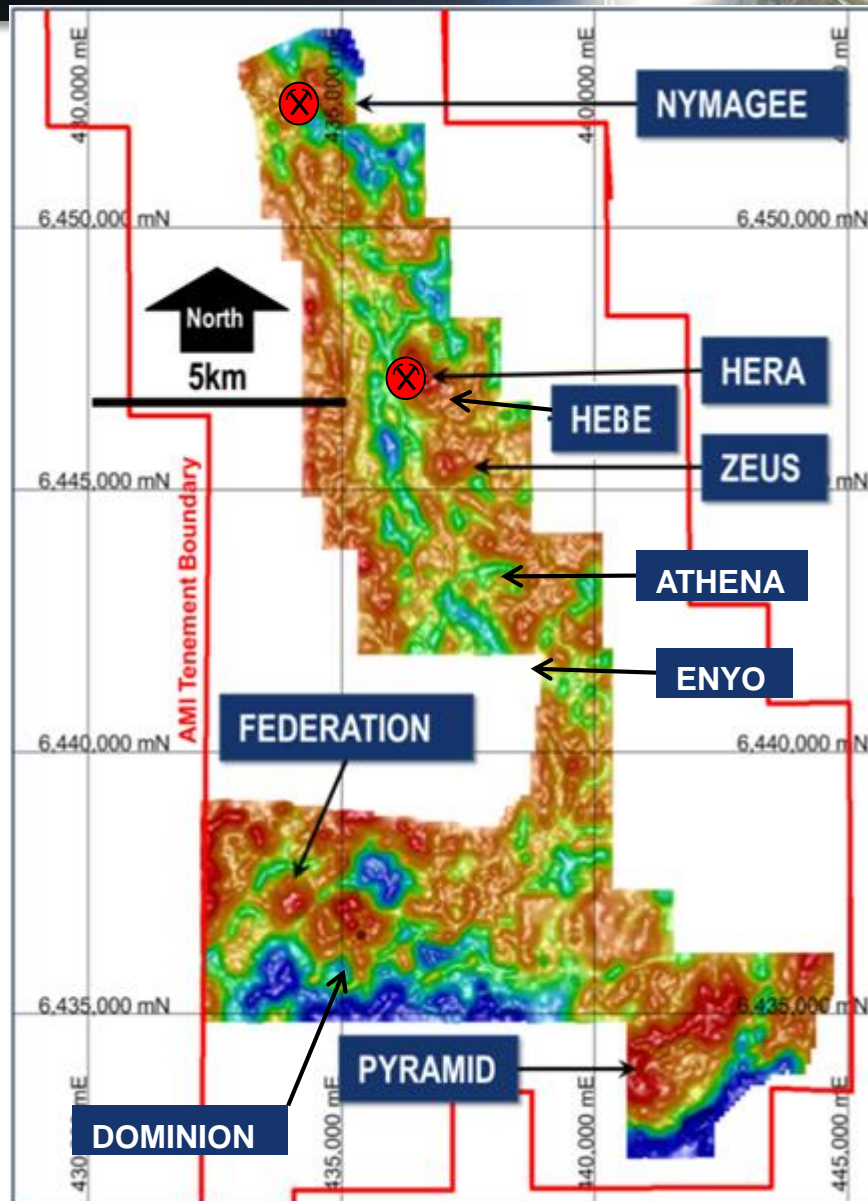 430,000 mE
435,000 mE
440,000 mE
NYMAGEE
6,450,000 mN
6,450,000 mN
North
5km
HERA
HEBE
ZEUS
6,445,000 mN
AMI Tenement Boundary
ATHENA
ENYO
FEDERATION
6,440,000 mN
6,440,000 mN
6,435,000 mN
6,435,000 mN
PYRAMID
DOMINION
430,000 mE
435,000 mE
440,000 mE
445,000 mE